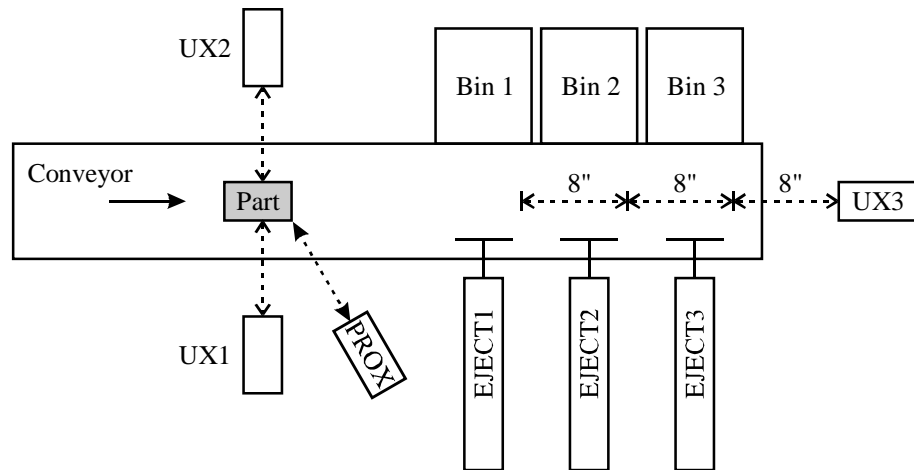 UX2
Bin 1
Bin 2
Bin 3
Conveyor
8"
8"
8"
Part
UX3
UX1
PROX
EJECT1
EJECT2
EJECT3